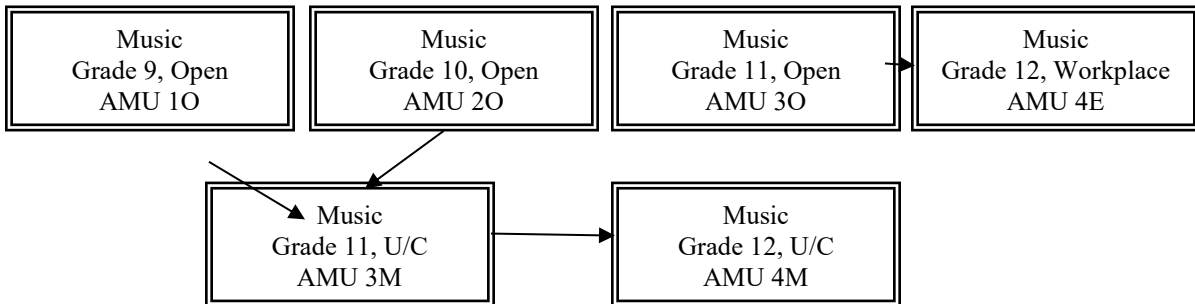 Music
Grade 9, Open
AMU 1O
Music
Grade 10, Open
AMU 2O
Music
Grade 11, Open
AMU 3O
Music
Grade 12, Workplace
AMU 4E
Music
Grade 11, U/C
AMU 3M
Music
Grade 12, U/C
AMU 4M